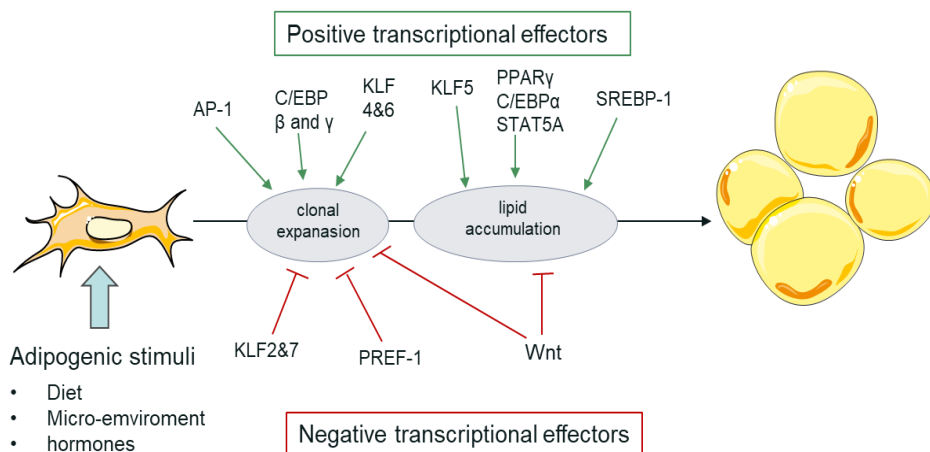 Positive transcriptional effectors
AP-1
C/EBP
β and γ
KLF
4&6
KLF5
PPARγ
C/EBPα
STAT5A
SREBP-1
clonal
expanasion
lipid
accumulation
KLF2&7
PREF-1
Wnt
Adipogenic stimuli
• Diet
• Micro-emviroment
• hormones
Negative transcriptional effectors